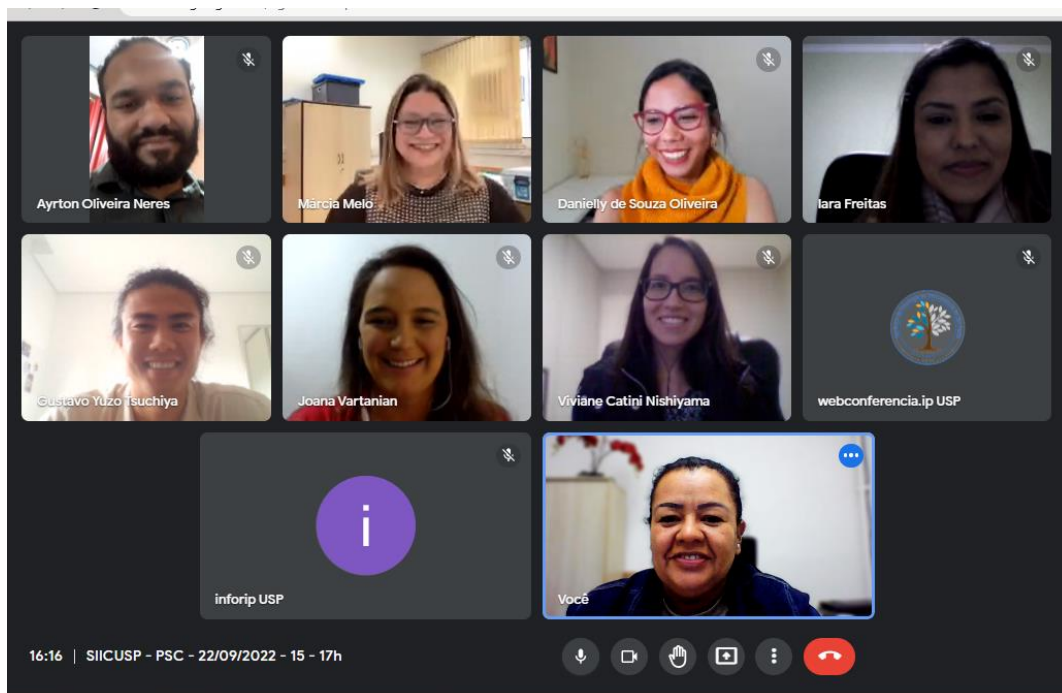 Ayrton Oliveira Neres
Márcia Melo
Danielly de Souza Oliveira
Iara Freitas
Gustavo Yuzo Tsuchiya
Joana Vartanian
Viviane Catini Nishiyama
webconferencia.ip USP
i
inforip USP
Você
16:16 | SIICUSP - PSC - 22/09/2022 - 15 - 17h